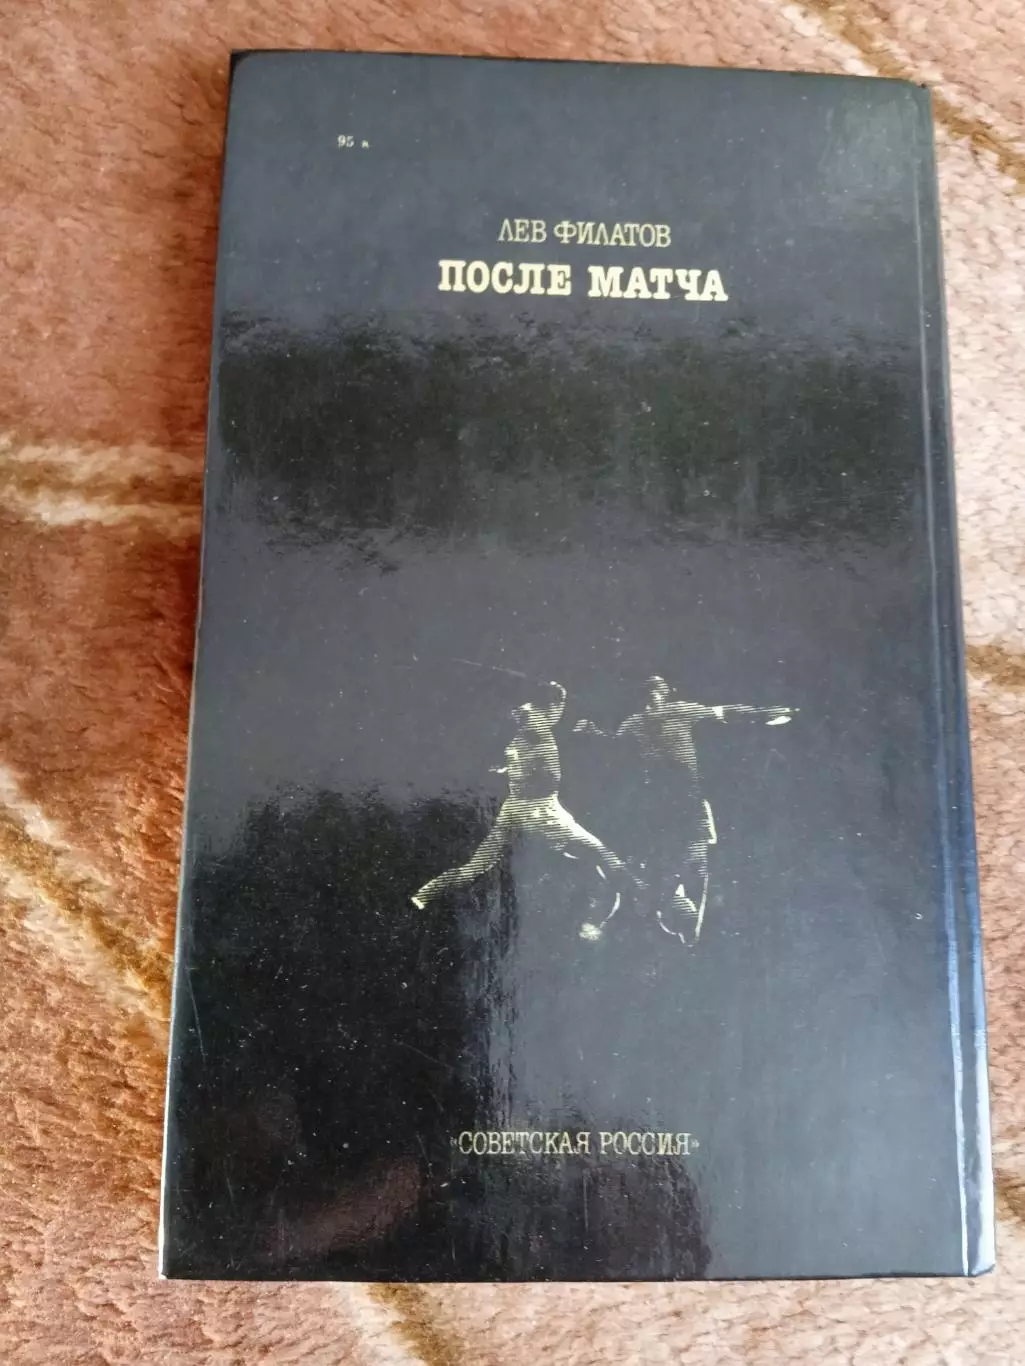 95 к
ЛЕВ ФИЛАТОВ
ПОСЛЕ МАТЧА
«СОВЕТСКАЯ РОССИЯ»